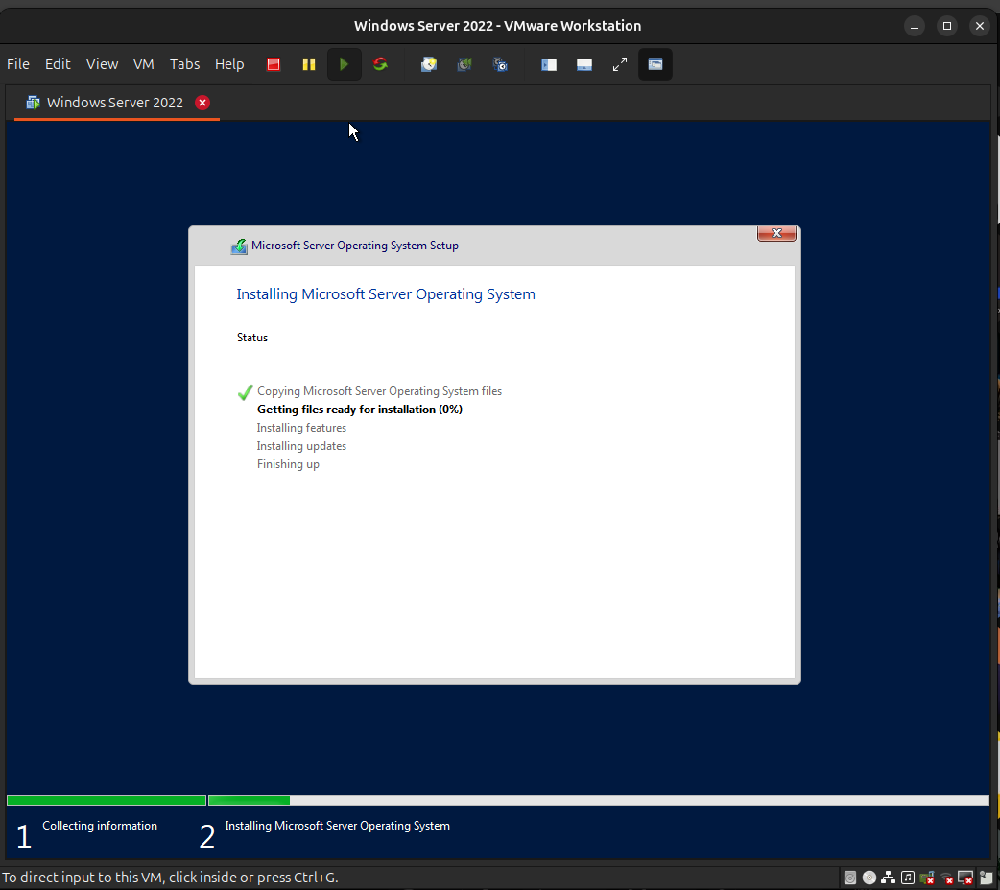 Windows Server 2022 - VMware Workstation
File Edit View VM Tabs Help
Windows Server 2022
Microsoft Server Operating System Setup
Installing Microsoft Server Operating System
Status
Copying Microsoft Server Operating System files
Getting files ready for installation (0%)
Installing features
Installing updates
Finishing up
1 Collecting information 2 Installing Microsoft Server Operating System
To direct input to this VM, click inside or press Ctrl+G.